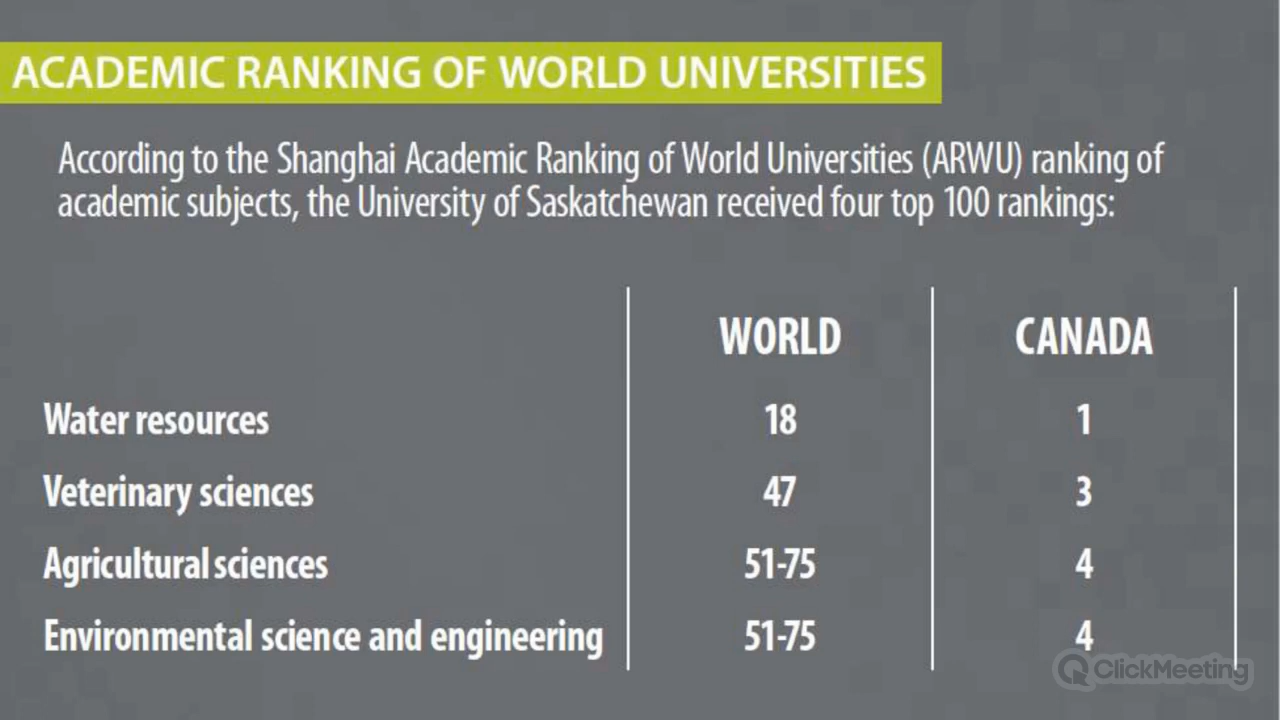 ACADEMIC RANKING OF WORLD UNIVERSITIES
According to the Shanghai Academic Ranking of World Universities (ARWU) ranking of
academic subjects, the University of Saskatchewan received four top 100 rankings:
WORLD CANADA
Water resources 18 1
Veterinary sciences 47 3
Agricultural sciences 51-75 4
Environmental science and engineering 51-75 4
ClickMeeting